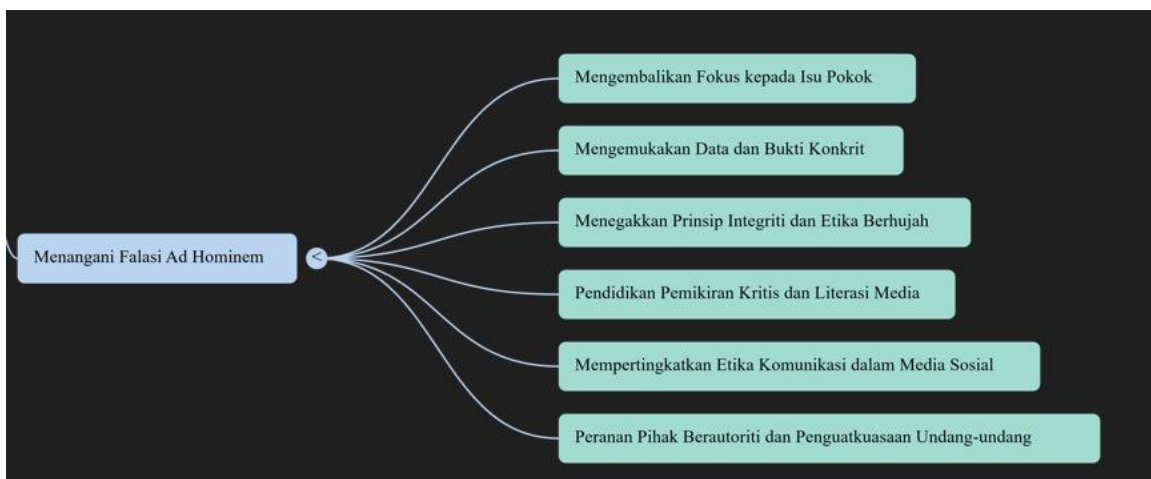 Mengembalikan Fokus kepada Isu Pokok
Mengemukakan Data dan Bukti Konkrit
Menegakkan Prinsip Integriti dan Etika Berhujah
Menangani Falasi Ad Hominem
<
Pendidikan Pemikiran Kritis dan Literasi Media
Mempertingkatkan Etika Komunikasi dalam Media Sosial
Peranan Pihak Berautoriti dan Penguatkuasaan Undang-undang